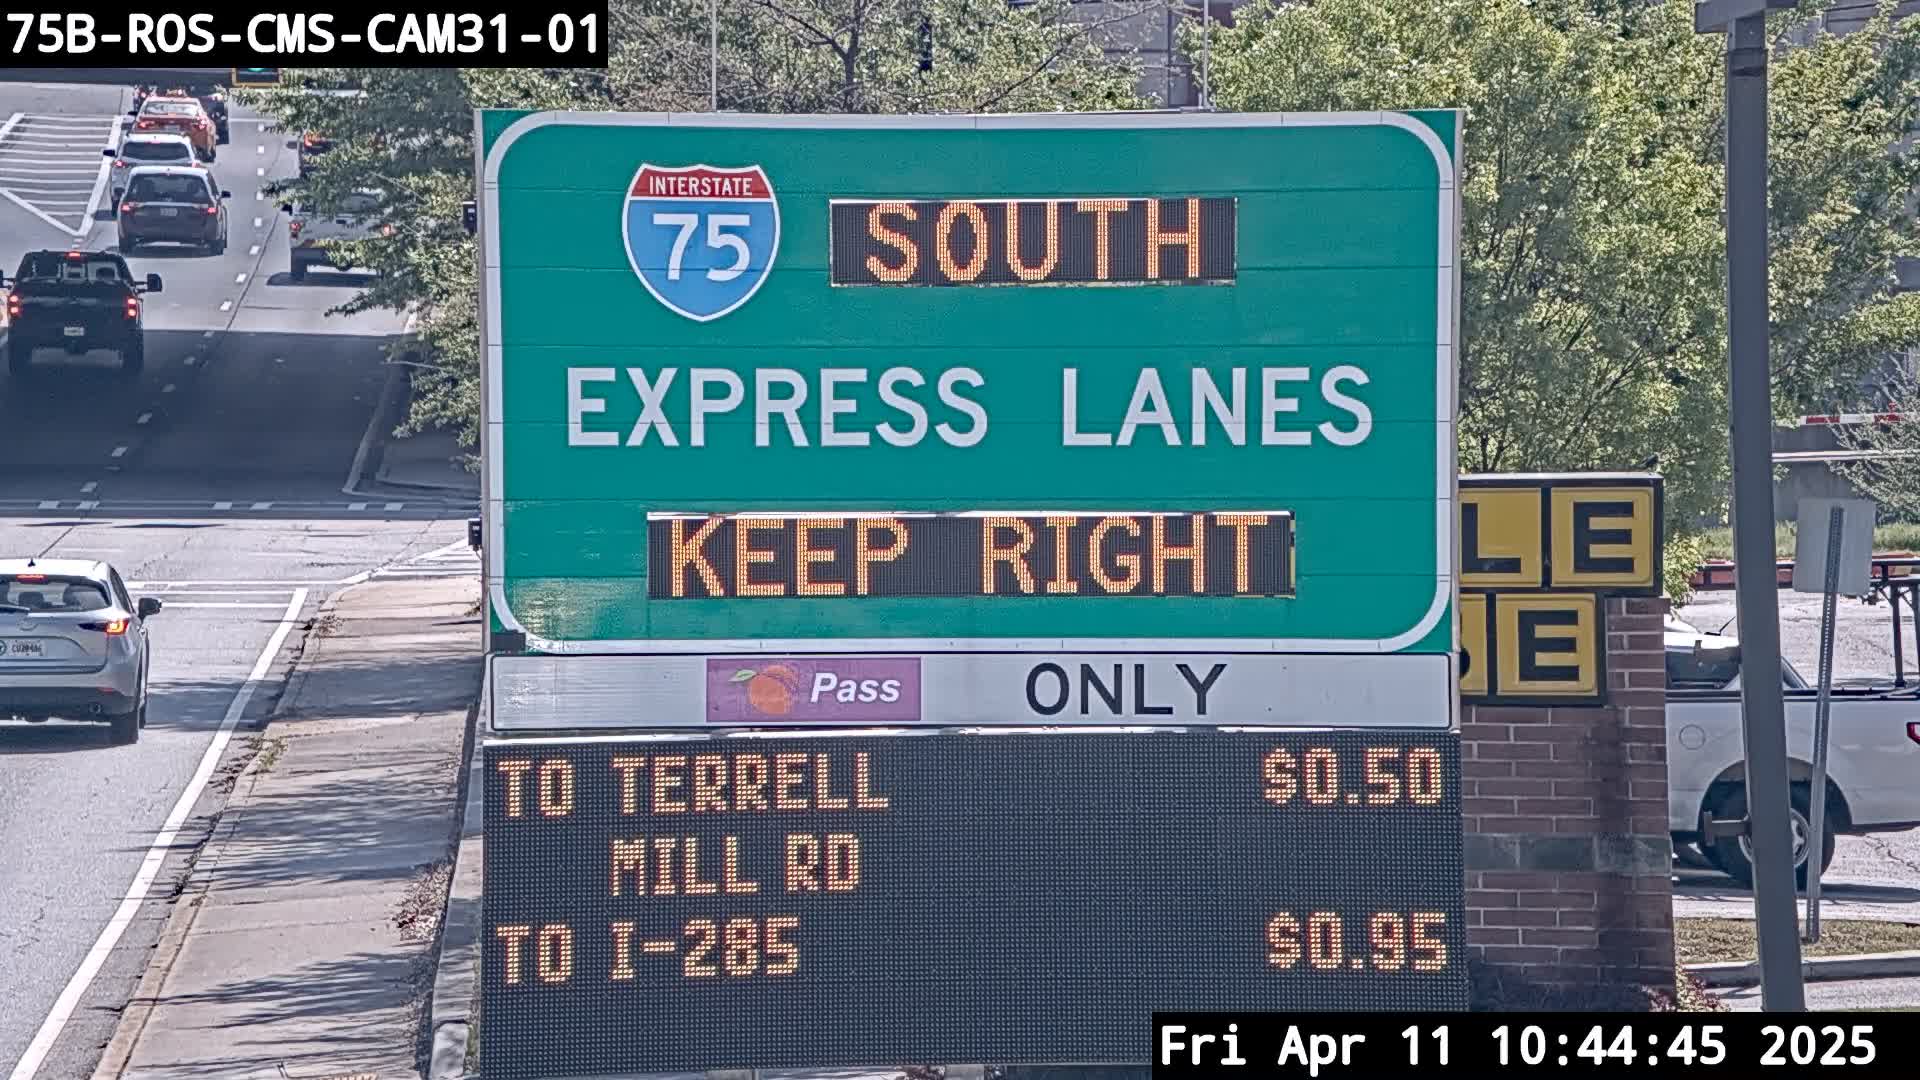 75B-ROS-CMS-CAM31-01
INTERSTATE
75
SOUTH
EXPRESS LANES
KEEP RIGHT
LE
E
Pass ONLY
TO TERRELL $0.50
MILL RD
TO I-285 $0.95
Fri Apr 11 10:44:45 2025